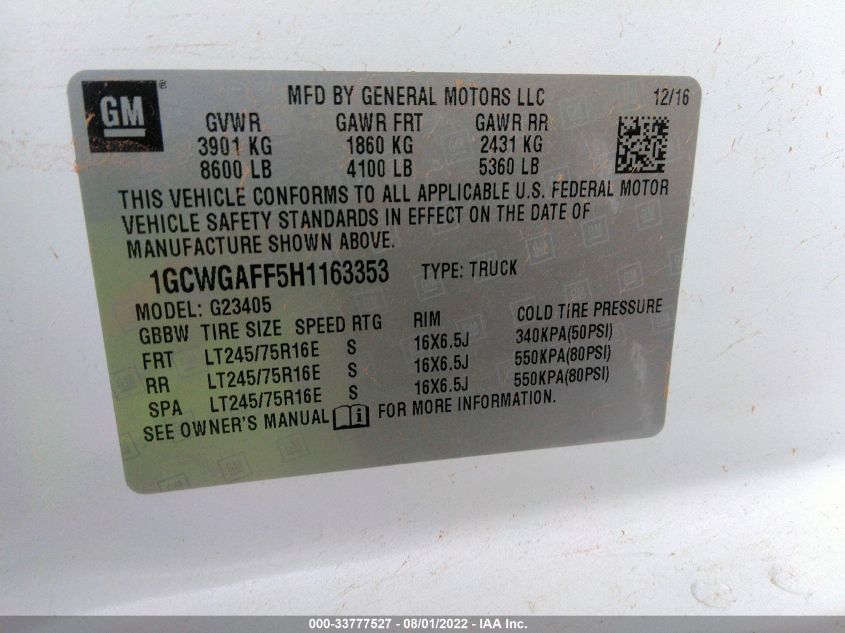 GM ®
MFD BY GENERAL MOTORS LLC 12/16
GVWR GAWR FRT GAWR RR
3901 KG 1860 KG 2431 KG
8600 LB 4100 LB 5360 LB
THIS VEHICLE CONFORMS TO ALL APPLICABLE U.S. FEDERAL MOTOR
VEHICLE SAFETY STANDARDS IN EFFECT ON THE DATE OF
MANUFACTURE SHOWN ABOVE.
1GCWGAFF5H1163353 TYPE: TRUCK
MODEL: G23405
GBBW TIRE SIZE SPEED RTG RIM COLD TIRE PRESSURE
FRT LT245/75R16E S 16X6.5J 340KPA(50PSI)
RR LT245/75R16E S 16X6.5J 550KPA(80PSI)
SPA LT245/75R16E S 16X6.5J 550KPA(80PSI)
SEE OWNER'S MANUAL i FOR MORE INFORMATION.
000-33777527 — 08/01/2022 — IAA Inc.